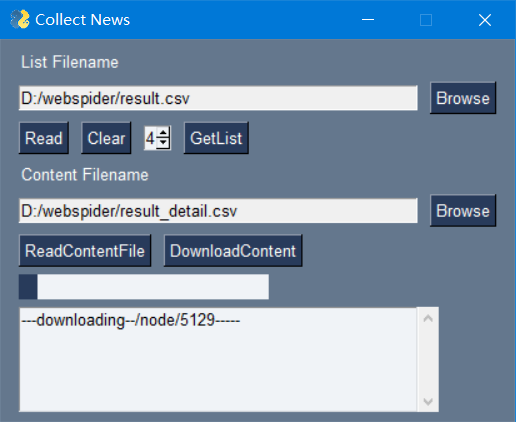 Collect News
List Filename
D:/webspider/result.csv Browse
Read Clear 4 GetList
Content Filename
D:/webspider/result_detail.csv Browse
ReadContentFile DownloadContent
---downloading--/node/5129-----